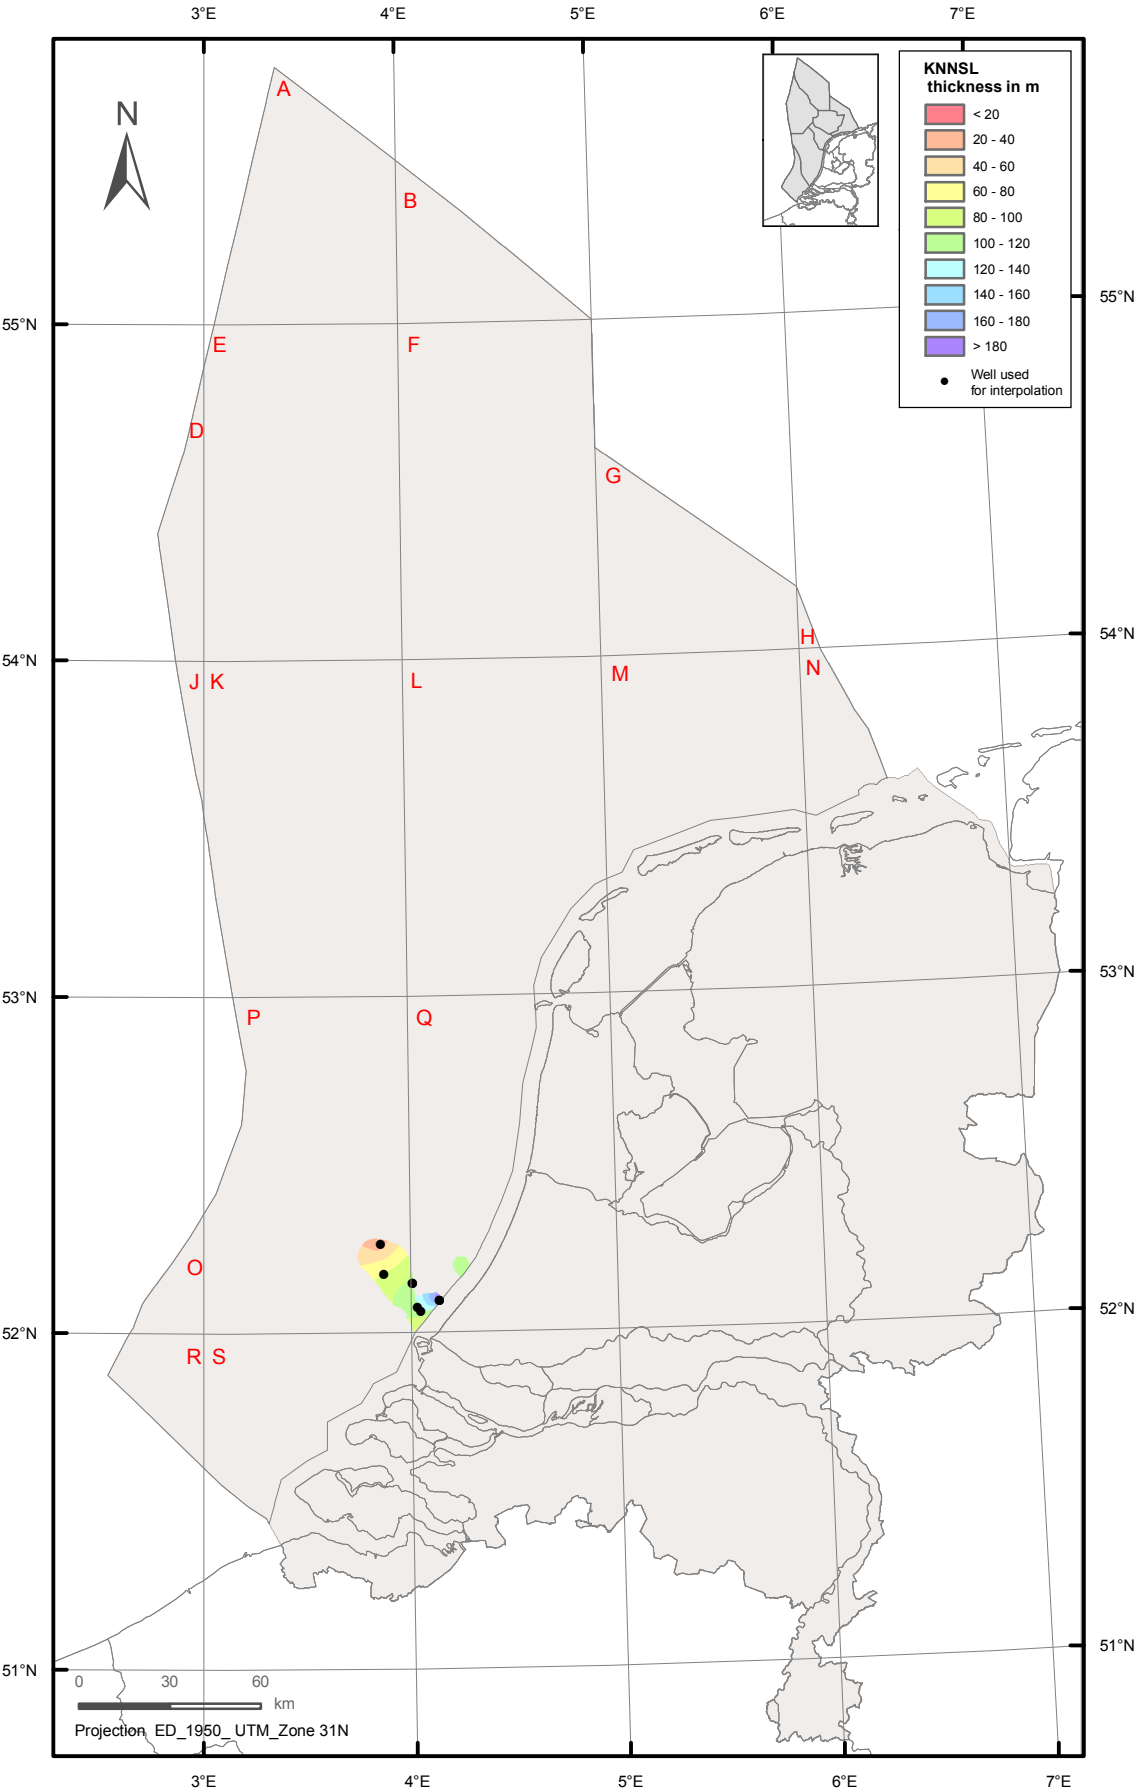 3°E 4°E 5°E 6°E 7°E
KNNSL
thickness in m
< 20
20 - 40
40 - 60
60 - 80
80 - 100
100 - 120
120 - 140
140 - 160
160 - 180
> 180
Well used
for interpolation
N
A
B
55°N 55°N
E F
D
G
H
54°N 54°N
J K L M N
53°N 53°N
P Q
O
52°N 52°N
R S
51°N 51°N
0 30 60
km
Projection ED_1950_ UTM_Zone 31N
3°E 4°E 5°E 6°E 7°E